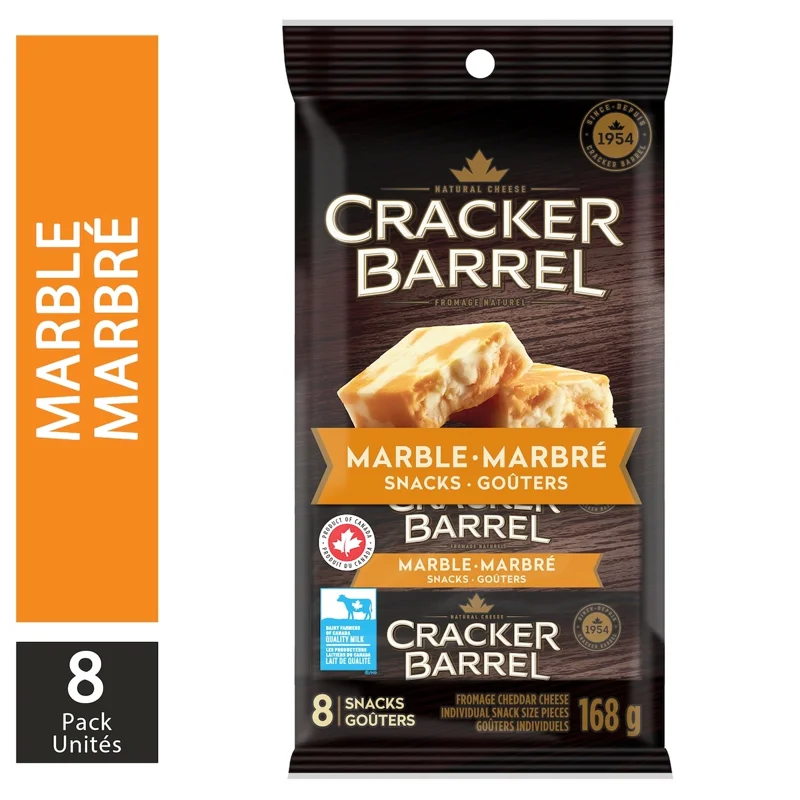 MARBLE
MARBRÉ
8
Pack
Unités
SINCE • DEPUIS
1954
CRACKER BARREL
NATURAL CHEESE
CRACKER
BARREL
FROMAGE NATUREL
MARBLE • MARBRÉ
SNACKS • GOÛTERS
CRACKER
BARREL
FROMAGE NATUREL
MARBLE • MARBRÉ
SNACKS • GOÛTERS
PRODUCT OF CANADA
PRODUIT DU CANADA
DAIRY FARMERS
OF CANADA
QUALITY MILK
LES PRODUCTEURS
LAITIERS DU CANADA
LAIT DE QUALITÉ
NATURAL CHEESE
CRACKER
BARREL
SINCE • DEPUIS
1954
8 SNACKS
GOÛTERS
FROMAGE CHEDDAR CHEESE
INDIVIDUAL SNACK SIZE PIECES
GOÛTERS INDIVIDUELS
168 g